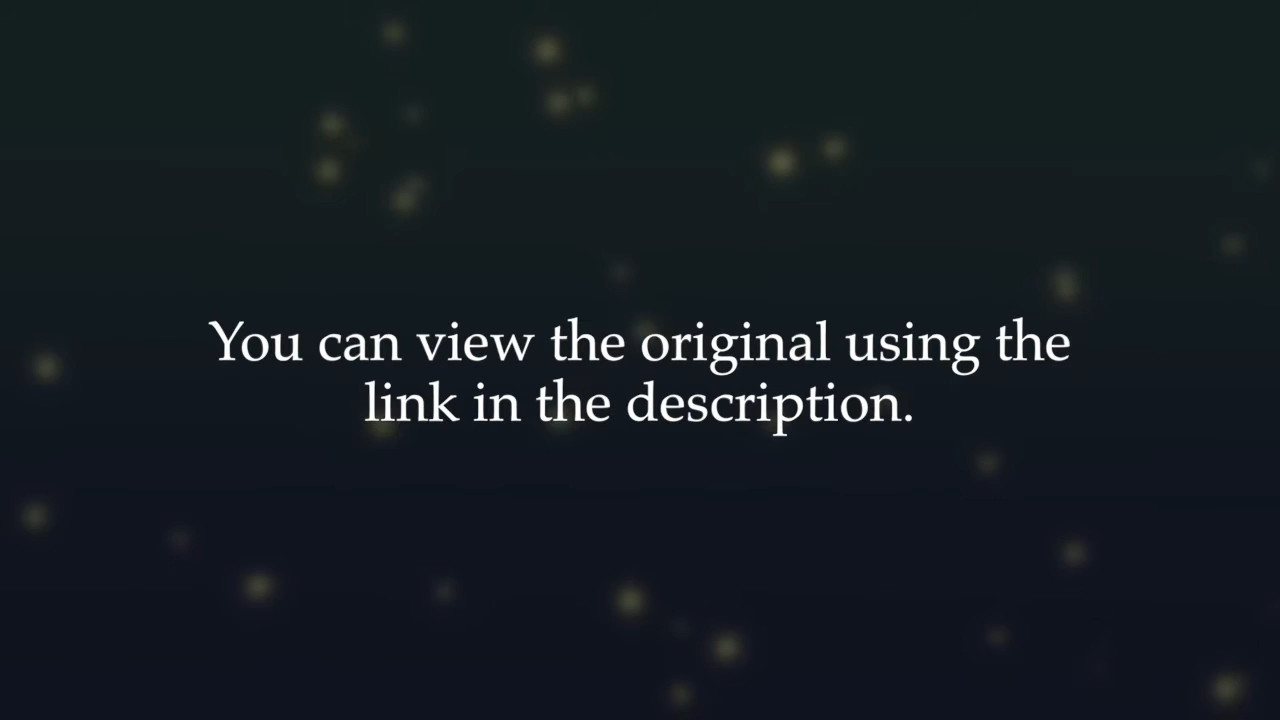 You can view the original using the
link in the description.